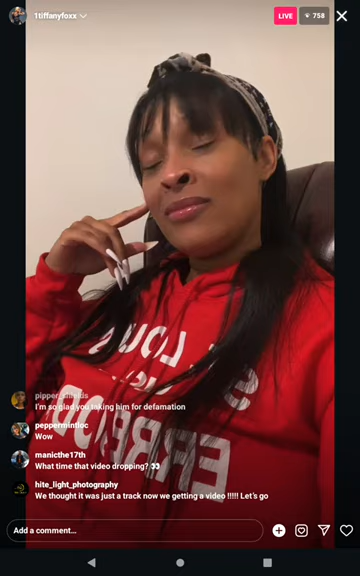 1tiffanyfoxx
LIVE
758
I'm so glad you taking him for defamation
peppermintloc
Wow
manicthe17th
What time that video dropping? 👀
hite_light_photography
We thought it was just a track now we getting a video !!!!! Let's go
Add a comment...